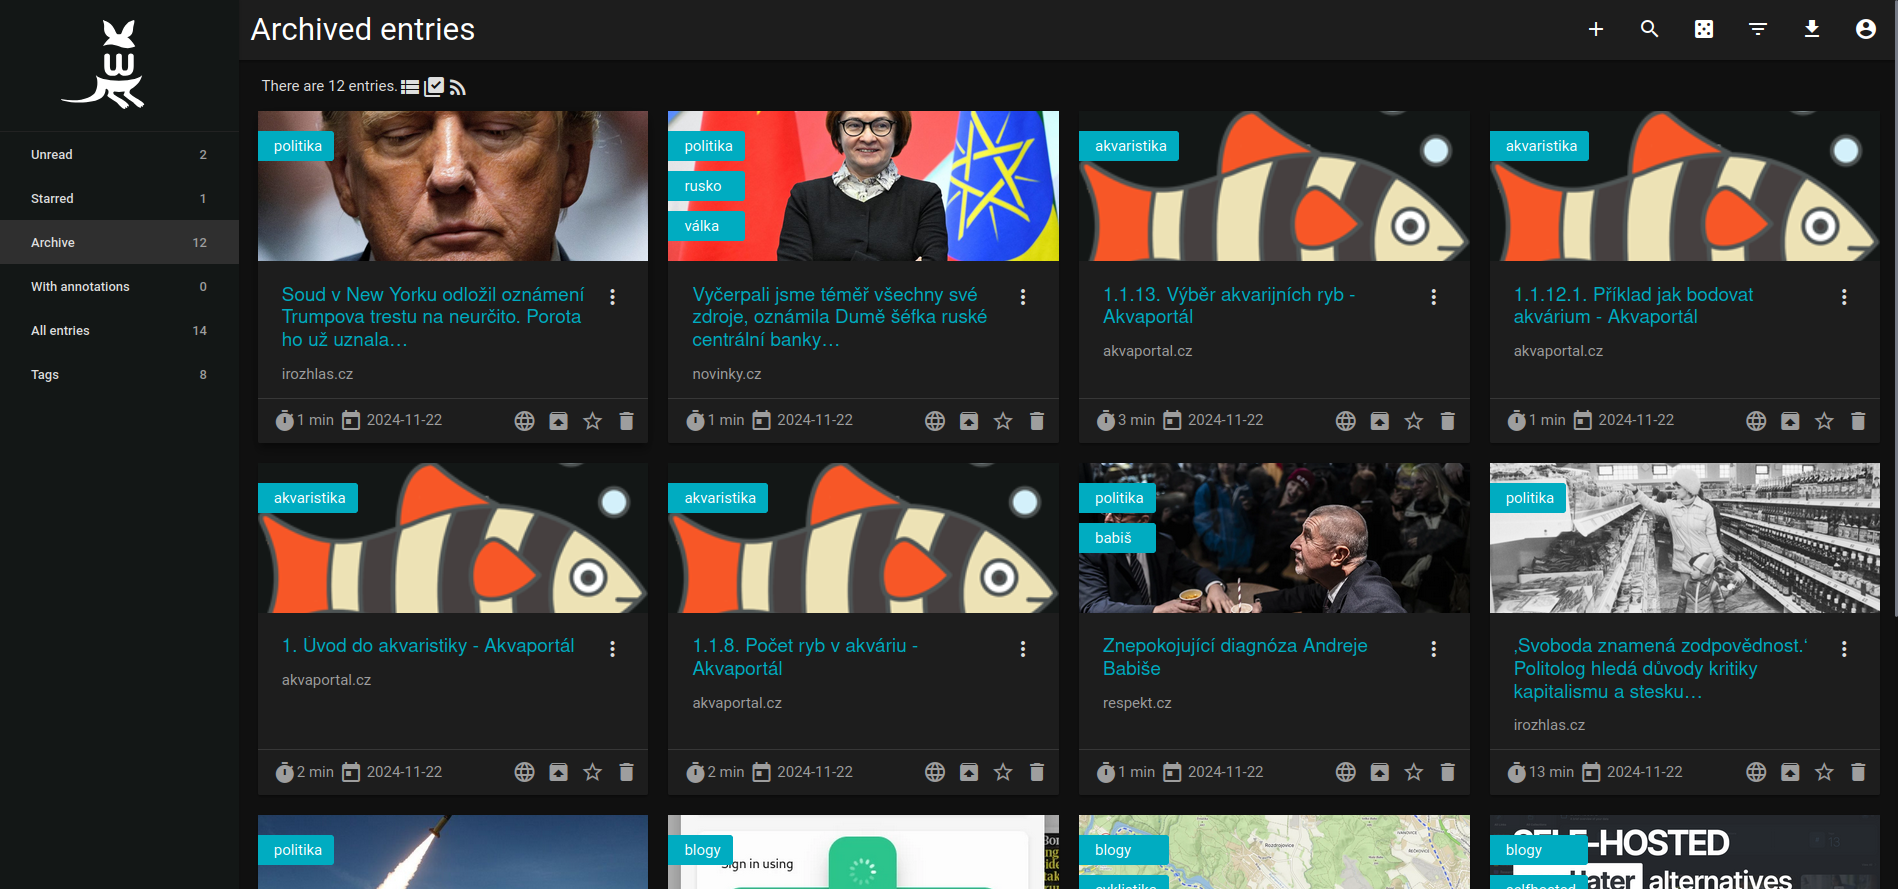 Archived entries
There are 12 entries.
Unread 2
Starred 1
Archive 12
With annotations 0
All entries 14
Tags 8
politika
Soud v New Yorku odložil oznámení
Trumpova trestu na neurčito. Porota
ho už uznala…
irozhlas.cz
1 min 2024-11-22
politika
rusko
válka
Vyčerpali jsme téměř všechny své
zdroje, oznámila Dumě šéfka ruské
centrální banky…
novinky.cz
1 min 2024-11-22
akvaristika
1.1.13. Výběr akvarijních ryb -
Akvaportál
akvaportal.cz
3 min 2024-11-22
akvaristika
1.1.12.1. Příklad jak bodovat
akvárium - Akvaportál
akvaportal.cz
1 min 2024-11-22
akvaristika
1. Úvod do akvaristiky - Akvaportál
akvaportal.cz
2 min 2024-11-22
akvaristika
1.1.8. Počet ryb v akváriu -
Akvaportál
akvaportal.cz
2 min 2024-11-22
politika
babiš
Znepokojující diagnóza Andreje
Babiše
respekt.cz
1 min 2024-11-22
politika
‚Svoboda znamená zodpovědnost.‘
Politolog hledá důvody kritiky
kapitalismu a stesku…
irozhlas.cz
13 min 2024-11-22
politika
blogy
Sign in using
blogy
cyklistika
Rozdrojovice
blogy
selfhosted
SELF-HOSTED
alternatives